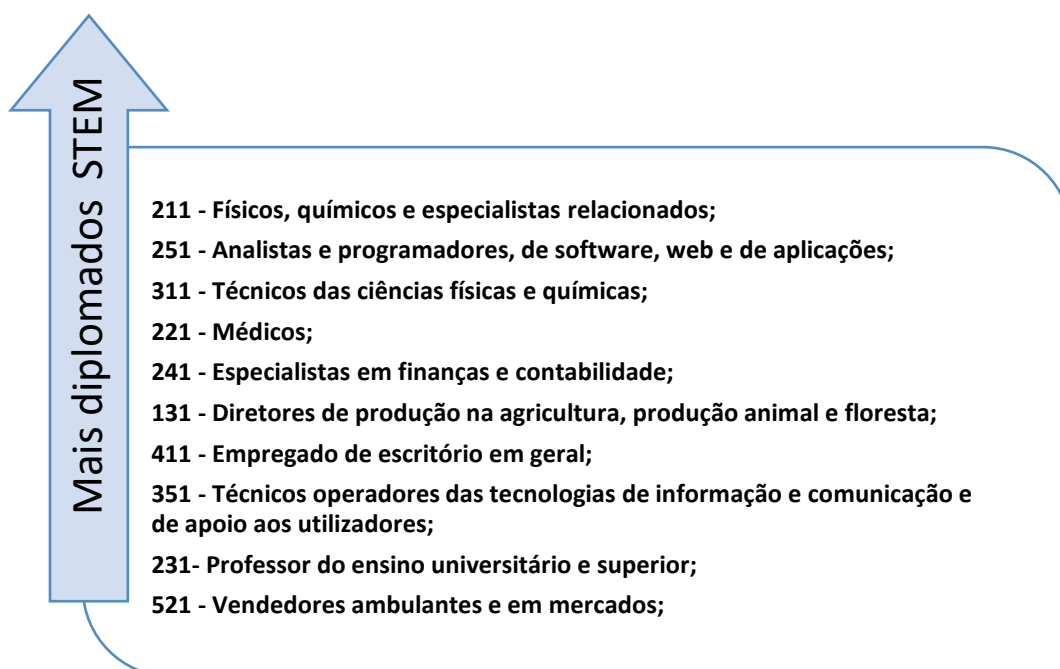 Mais diplomados STEM
211 - Físicos, químicos e especialistas relacionados;
251 - Analistas e programadores, de software, web e de aplicações;
311 - Técnicos das ciências físicas e químicas;
221 - Médicos;
241 - Especialistas em finanças e contabilidade;
131 - Diretores de produção na agricultura, produção animal e floresta;
411 - Empregado de escritório em geral;
351 - Técnicos operadores das tecnologias de informação e comunicação e
de apoio aos utilizadores;
231- Professor do ensino universitário e superior;
521 - Vendedores ambulantes e em mercados;